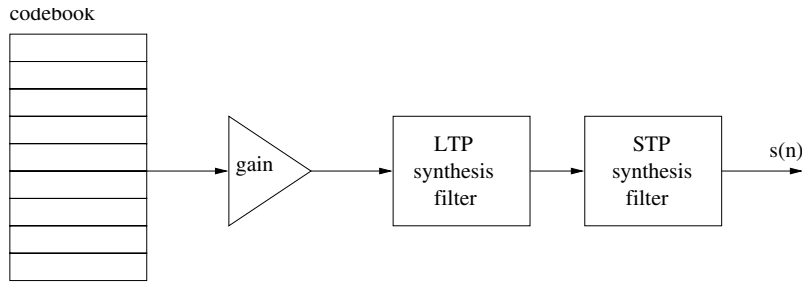 codebook
gain
LTP
synthesis
filter
STP
synthesis
filter
s(n)